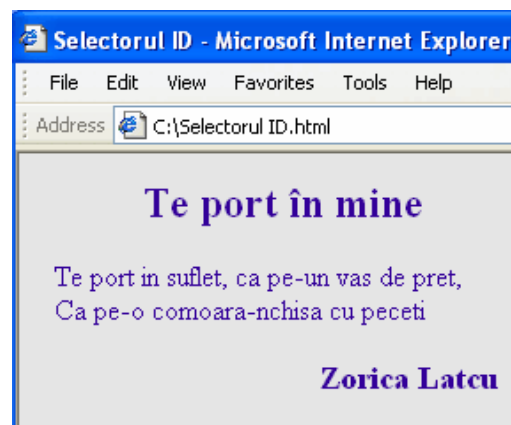 Selectorul ID - Microsoft Internet Explorer
File Edit View Favorites Tools Help
Address C:\Selectorul ID.html
Te port în mine
Te port in suflet, ca pe-un vas de pret,
Ca pe-o comoara-nchisa cu peceti
Zorica Latcu